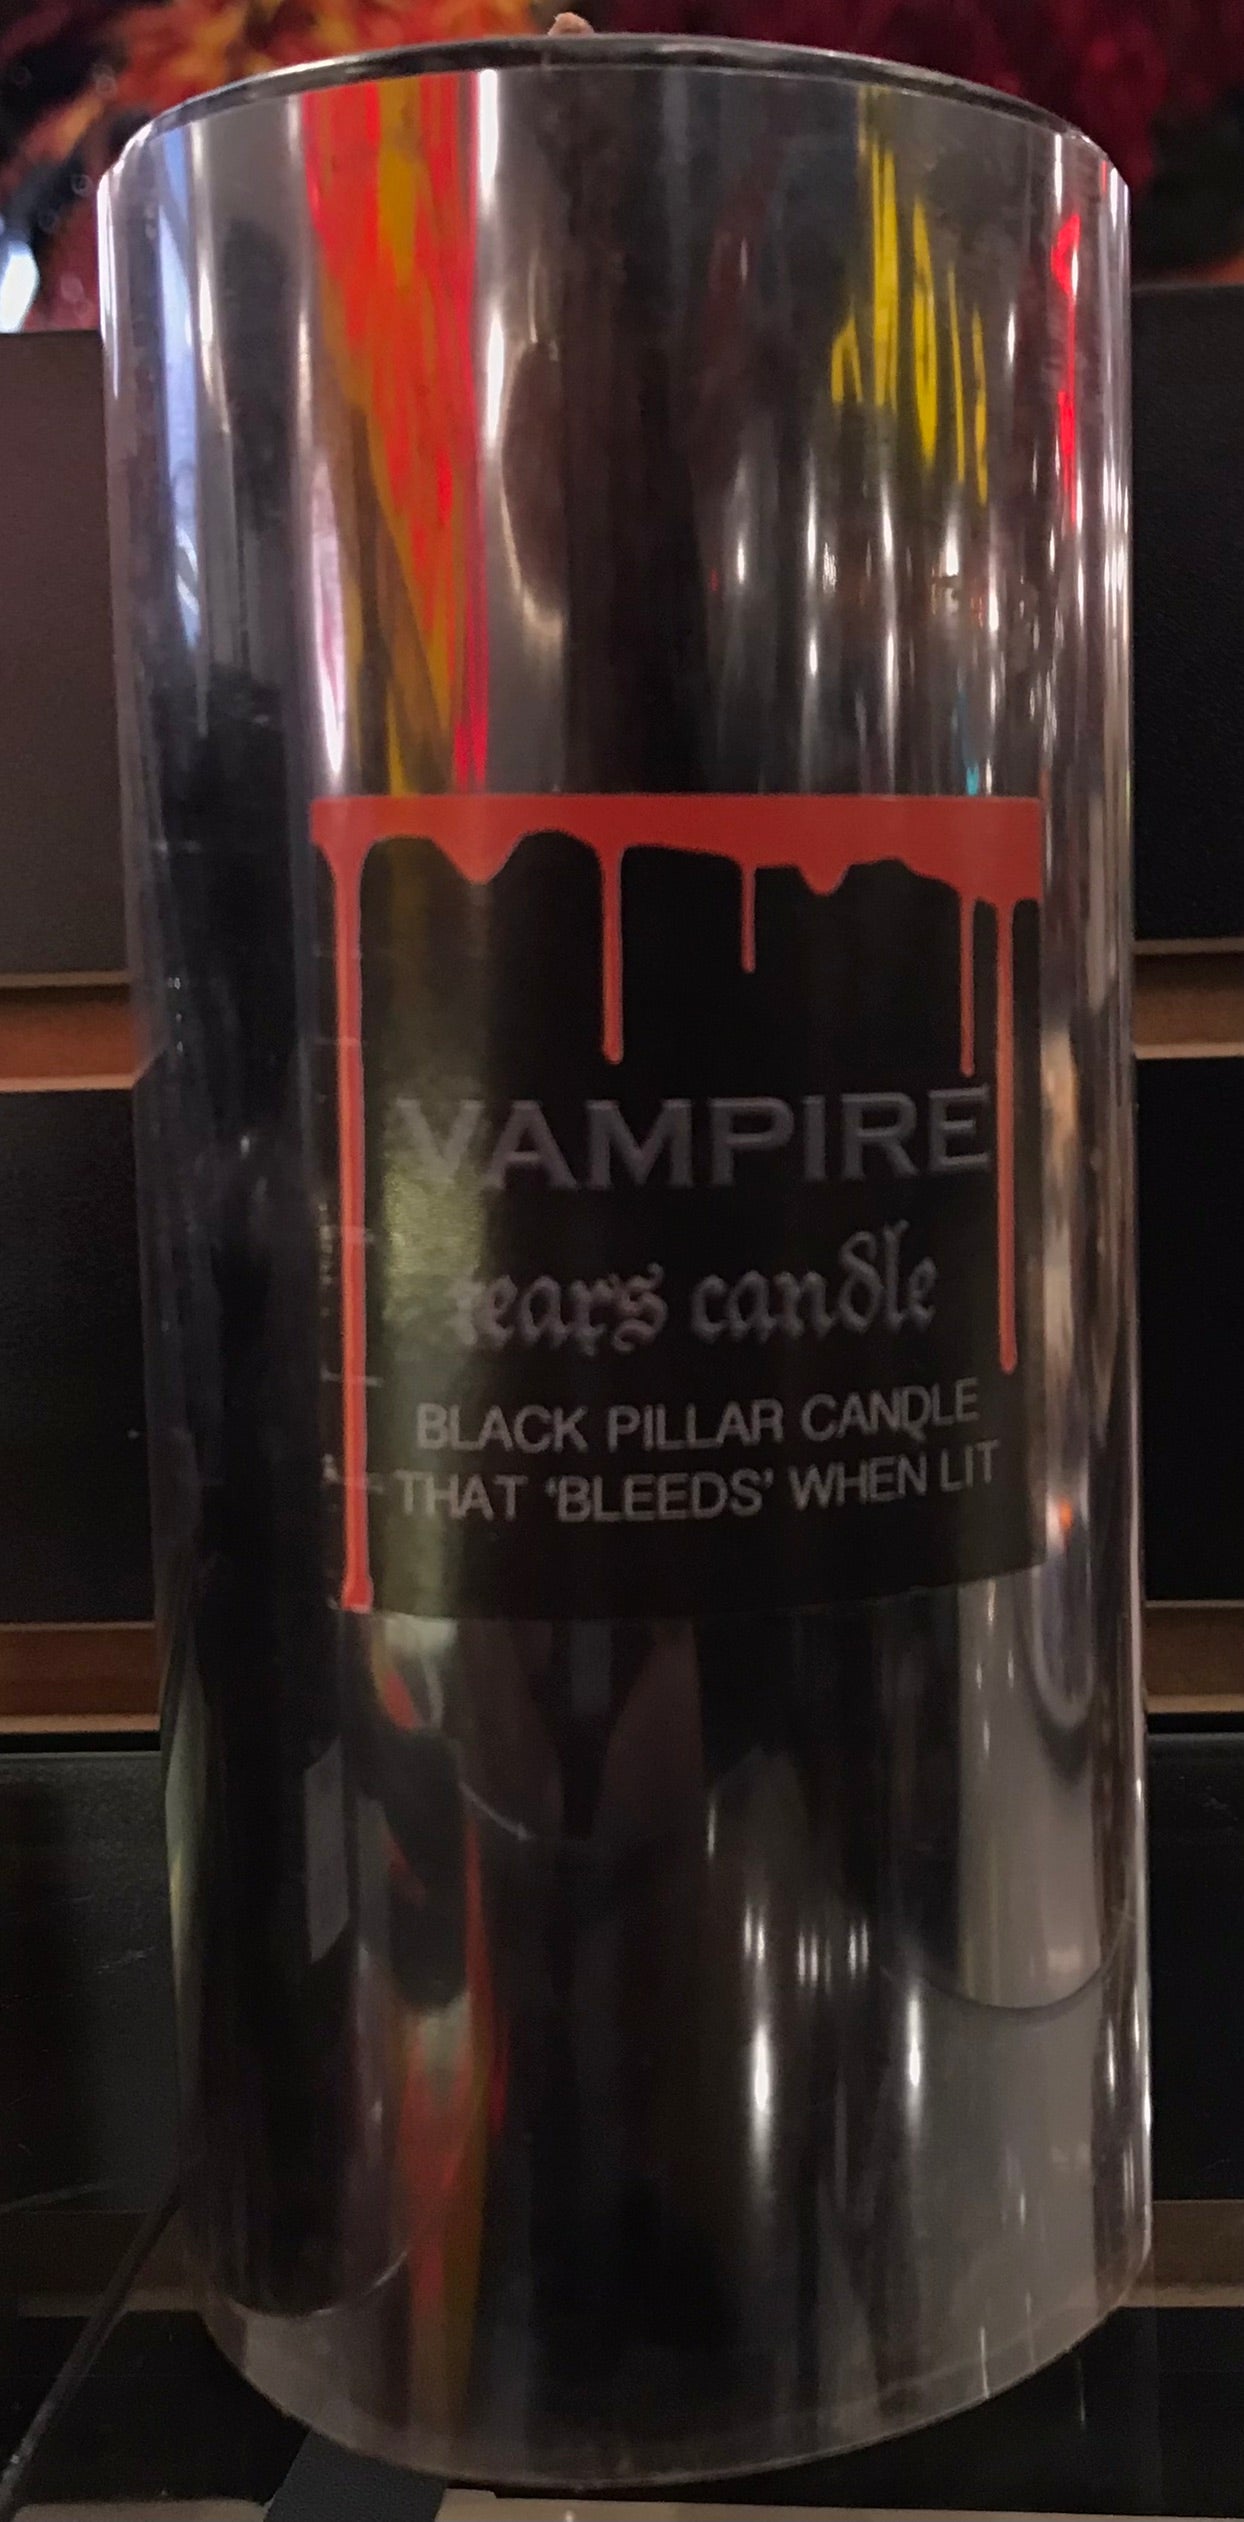 VAMPIRE
tears candle
BLACK PILLAR CANDLE
THAT 'BLEEDS' WHEN LIT